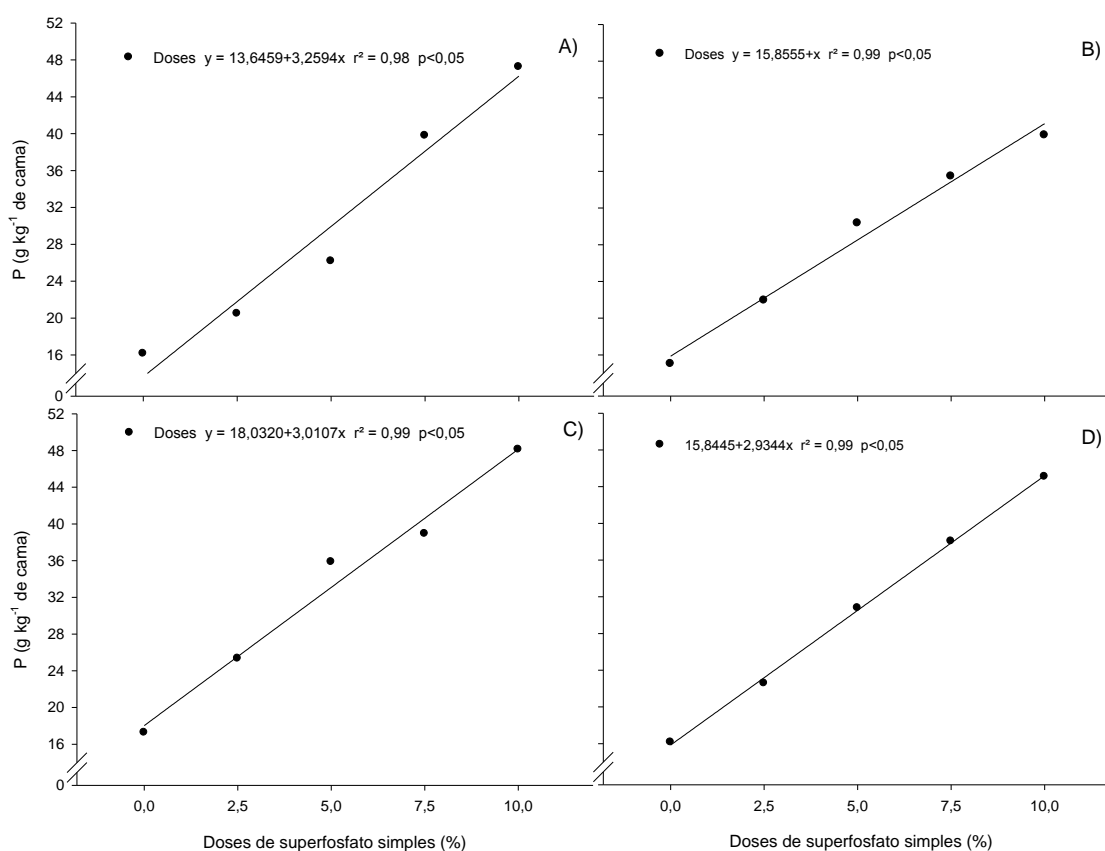 Doses y = 13,6459+3,2594x r² = 0,98 p<0,05
A)
P (g kg⁻¹ de cama)
52
48
44
40
36
32
28
24
20
16
0
Doses y = 15,8555+x r² = 0,99 p<0,05
B)
Doses y = 18,0320+3,0107x r² = 0,99 p<0,05
C)
P (g kg⁻¹ de cama)
52
48
44
40
36
32
28
24
20
16
0
0,0 2,5 5,0 7,5 10,0
Doses de superfosfato simples (%)
15,8445+2,9344x r² = 0,99 p<0,05
D)
0,0 2,5 5,0 7,5 10,0
Doses de superfosfato simples (%)